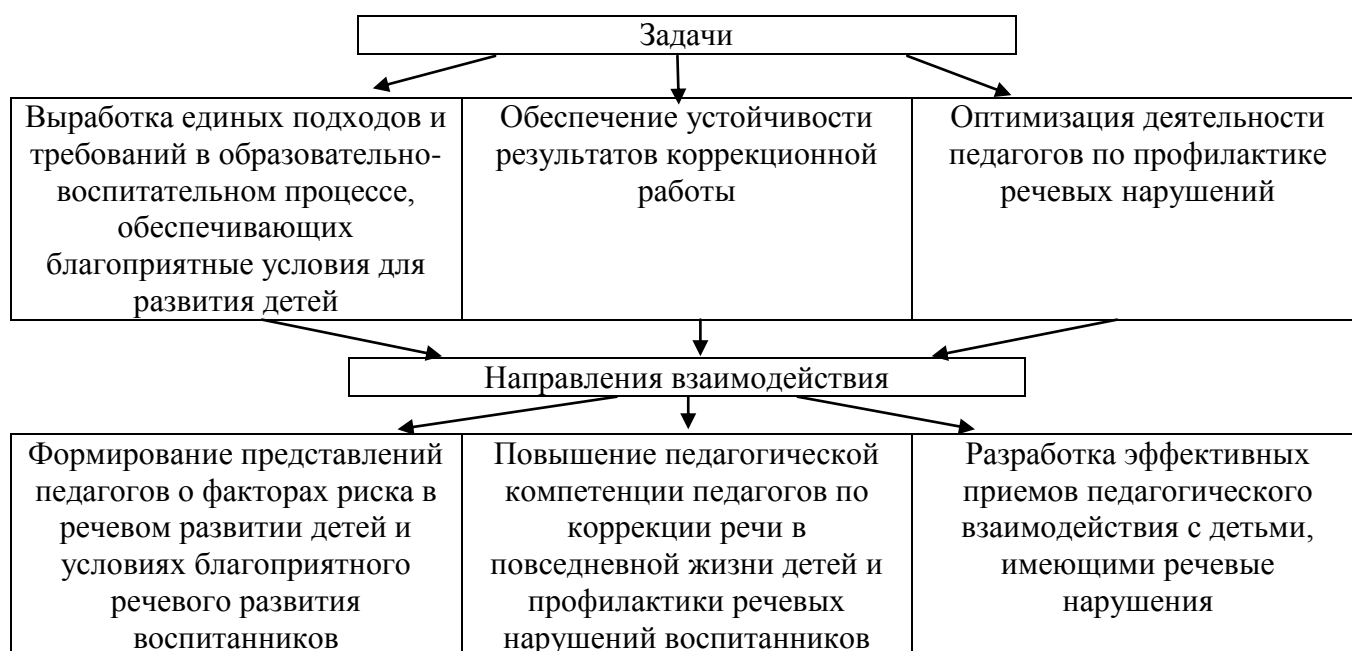 Задачи
Выработка единых подходов и
требований в образовательно-
воспитательном процессе,
обеспечивающих
благоприятные условия для
развития детей
Обеспечение устойчивости
результатов коррекционной
работы
Оптимизация деятельности
педагогов по профилактике
речевых нарушений
Направления взаимодействия
Формирование представлений
педагогов о факторах риска в
речевом развитии детей и
условиях благоприятного
речевого развития
воспитанников
Повышение педагогической
компетенции педагогов по
коррекции речи в
повседневной жизни детей и
профилактики речевых
нарушений воспитанников
Разработка эффективных
приемов педагогического
взаимодействия с детьми,
имеющими речевые
нарушения